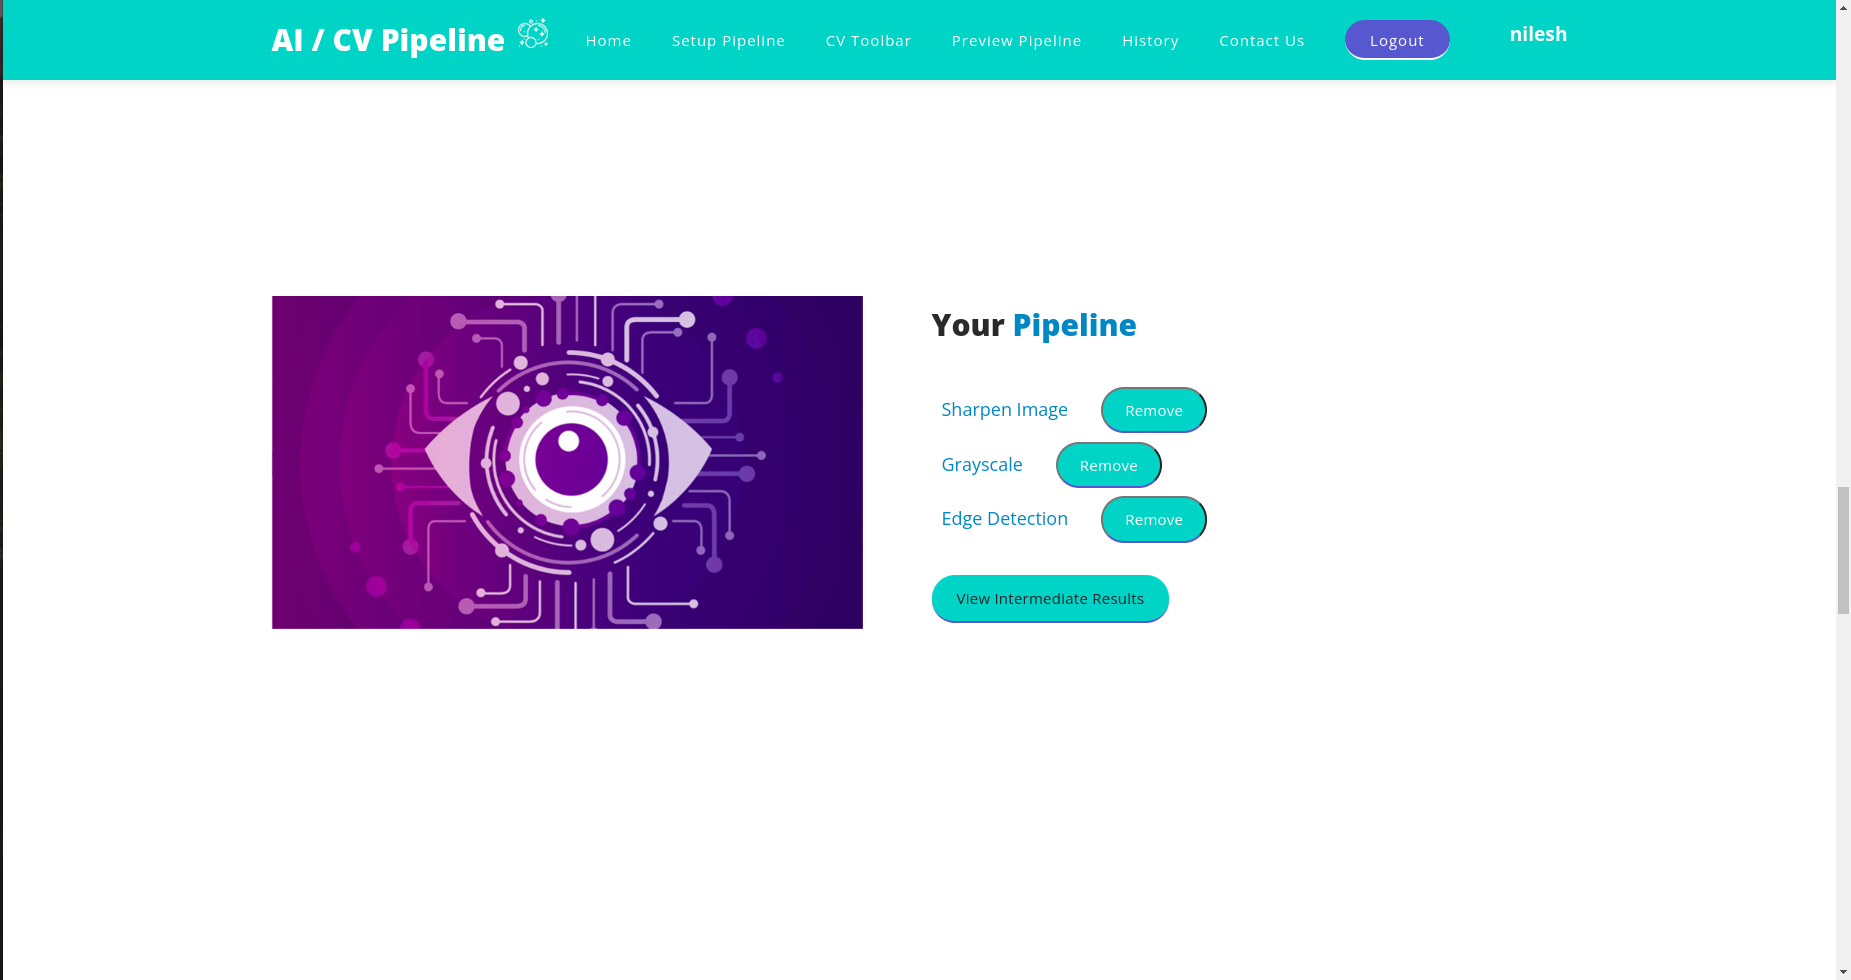 AI / CV Pipeline Home Setup Pipeline CV Toolbar Preview Pipeline History Contact Us Logout nilesh
Your Pipeline
Sharpen Image Remove
Grayscale Remove
Edge Detection Remove
View Intermediate Results